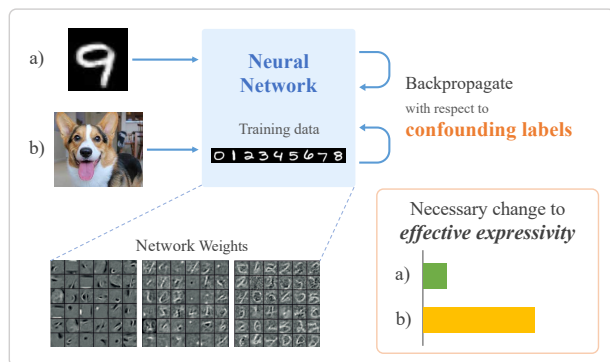 a)
9
b)
Neural
Network
Training data
0 1 2 3 4 5 6 7 8
Backpropagate
with respect to
confounding labels
Network Weights
Necessary change to
effective expressivity
a)
b)